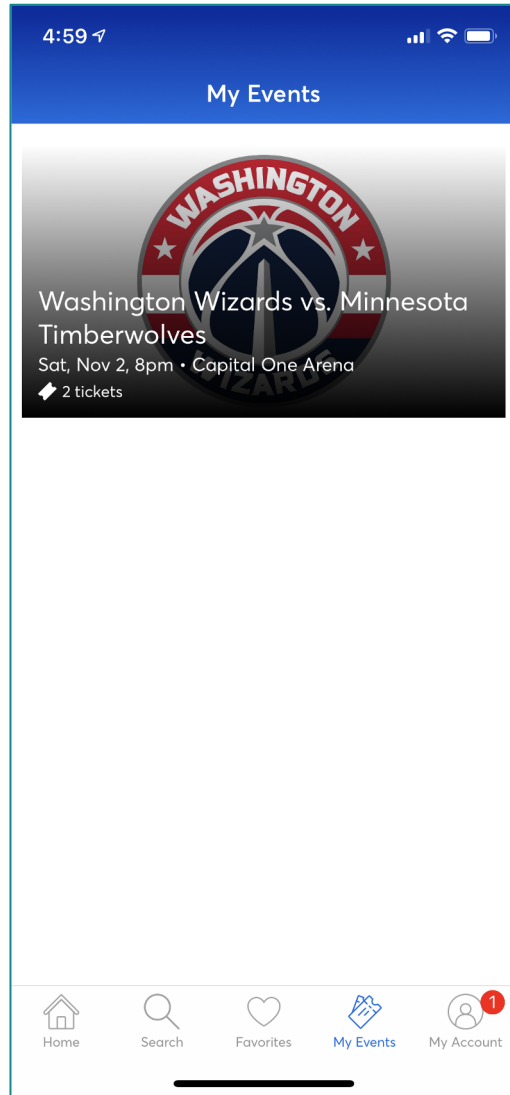 4:59
My Events
WASHINGTON
WIZARDS
Washington Wizards vs. Minnesota
Timberwolves
Sat, Nov 2, 8pm • Capital One Arena
2 tickets
1
Home
Search
Favorites
My Events
My Account